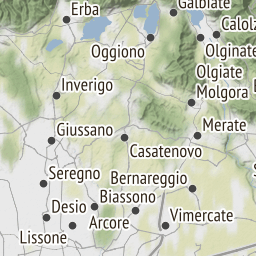 Galbiate
Erba
Calolz
Oggiono
Olginate
Olgiate
Molgora
Inverigo
Merate
Giussano
Casatenovo
Seregno
Bernareggio
Biassono
Desio
Arcore
Vimercate
Lissone